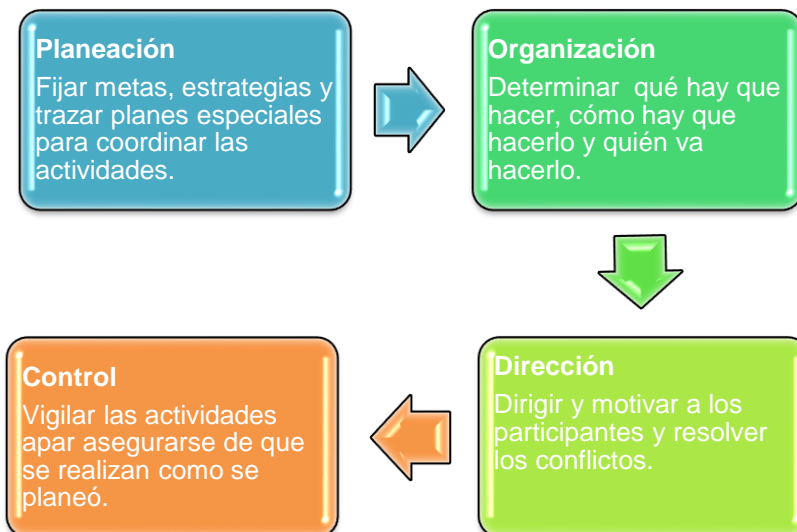 Planeación
Fijar metas, estrategias y
trazar planes especiales
para coordinar las
actividades.
Organización
Determinar qué hay que
hacer, cómo hay que
hacerlo y quién va
hacerlo.
Dirección
Dirigir y motivar a los
participantes y resolver
los conflictos.
Control
Vigilar las actividades
apar asegurarse de que
se realizan como se
planeó.